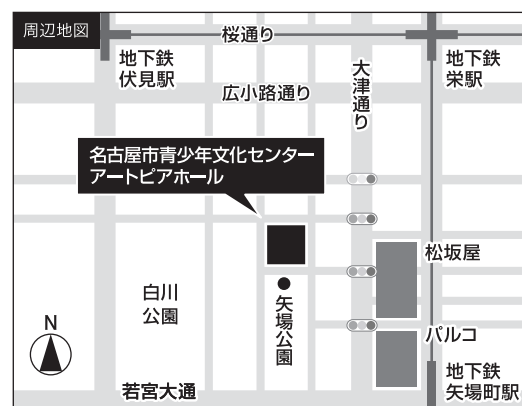 周辺地図
桜通り
地下鉄
伏見駅
地下鉄
栄駅
大津通り
広小路通り
名古屋市青少年文化センター
アートピアホール
松坂屋
白川
公園
矢場公園
N
パルコ
地下鉄
矢場町駅
若宮大通